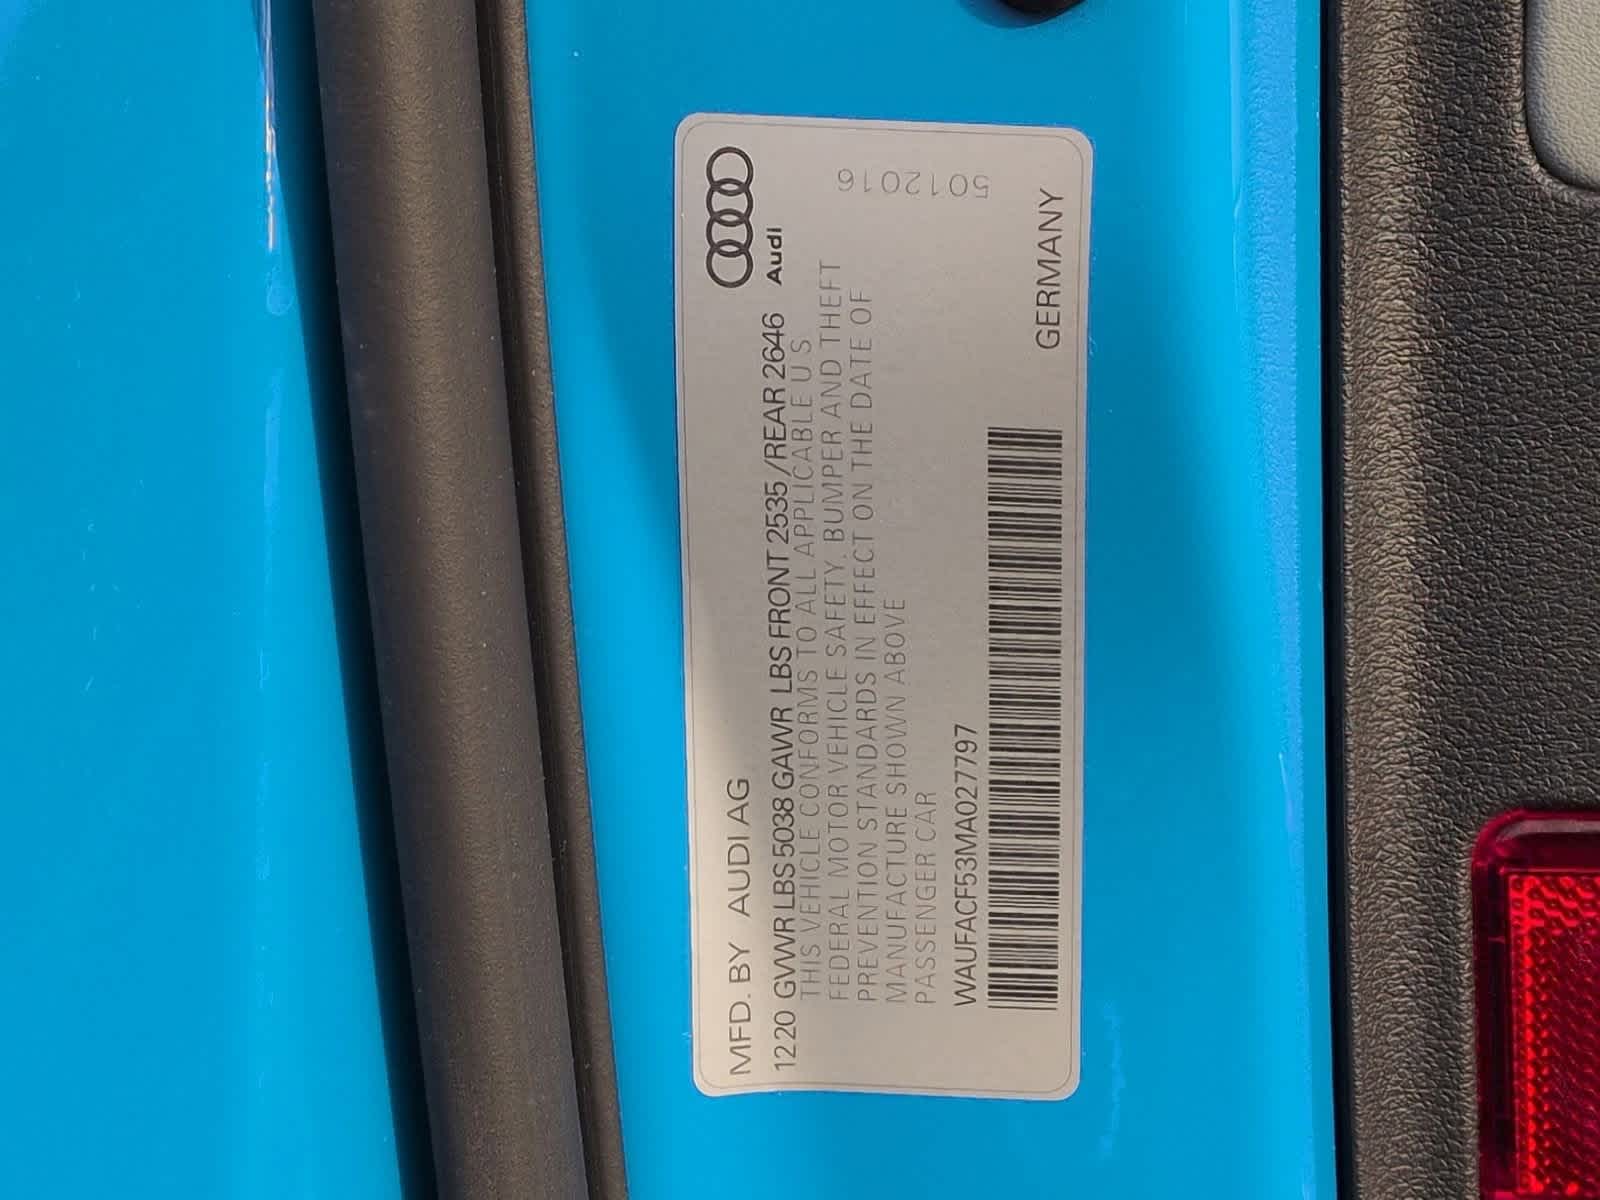 MFD. BY AUDI AG
Audi
1220 GVWR LBS 5038 GAWR LBS FRONT 2535 /REAR 2646
THIS VEHICLE CONFORMS TO ALL APPLICABLE U S
FEDERAL MOTOR VEHICLE SAFETY, BUMPER AND THEFT
PREVENTION STANDARDS IN EFFECT ON THE DATE OF
MANUFACTURE SHOWN ABOVE
PASSENGER CAR
5012016
WAUFACF53MA027797
GERMANY